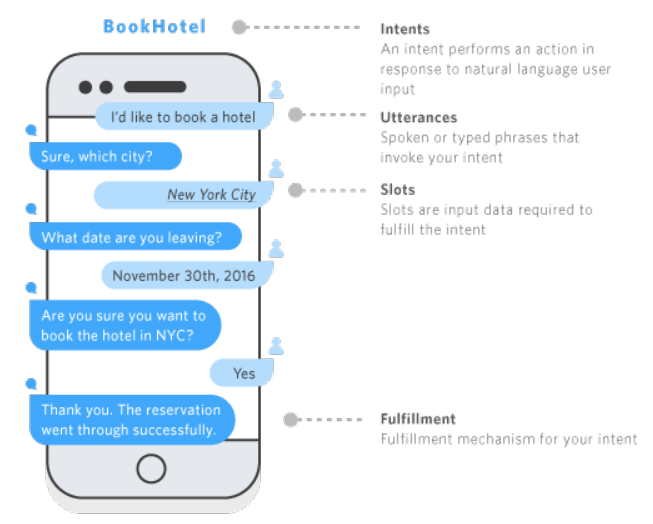 BookHotel
Intents
An intent performs an action in
response to natural language user
input
I'd like to book a hotel
Utterances
Spoken or typed phrases that
invoke your intent
Sure, which city?
New York City
Slots
Slots are input data required to
fulfill the intent
What date are you leaving?
November 30th, 2016
Are you sure you want to
book the hotel in NYC?
Yes
Thank you. The reservation
went through successfully.
Fulfillment
Fulfillment mechanism for your intent